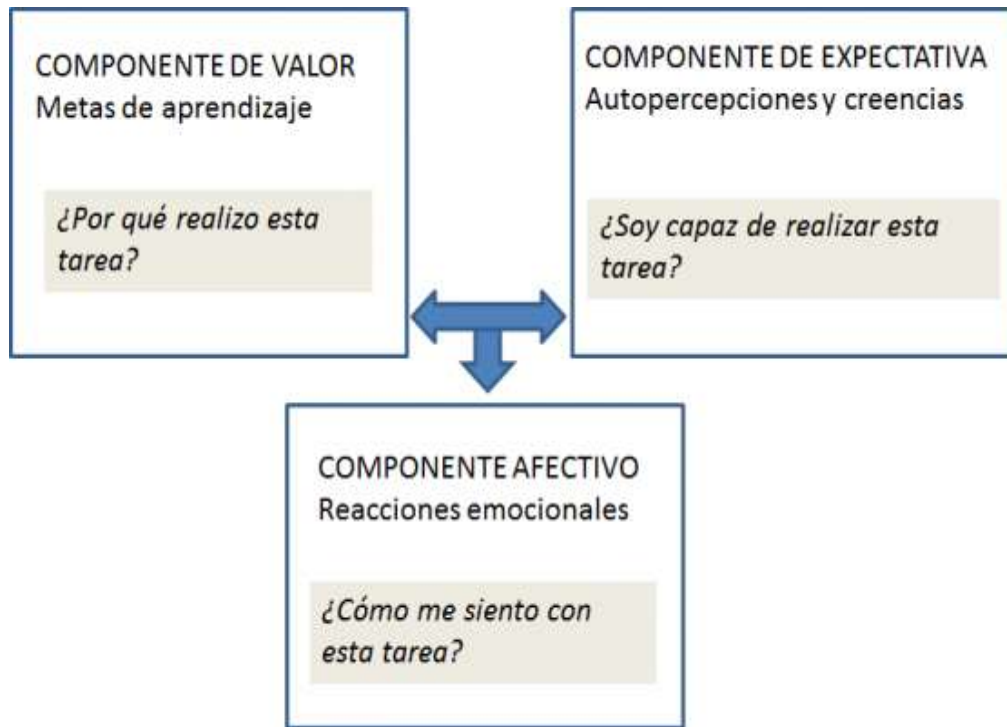 COMPONENTE DE VALOR
Metas de aprendizaje
¿Por qué realizo esta
tarea?
COMPONENTE DE EXPECTATIVA
Autopercepciones y creencias
¿Soy capaz de realizar esta
tarea?
COMPONENTE AFECTIVO
Reacciones emocionales
¿Cómo me siento con
esta tarea?